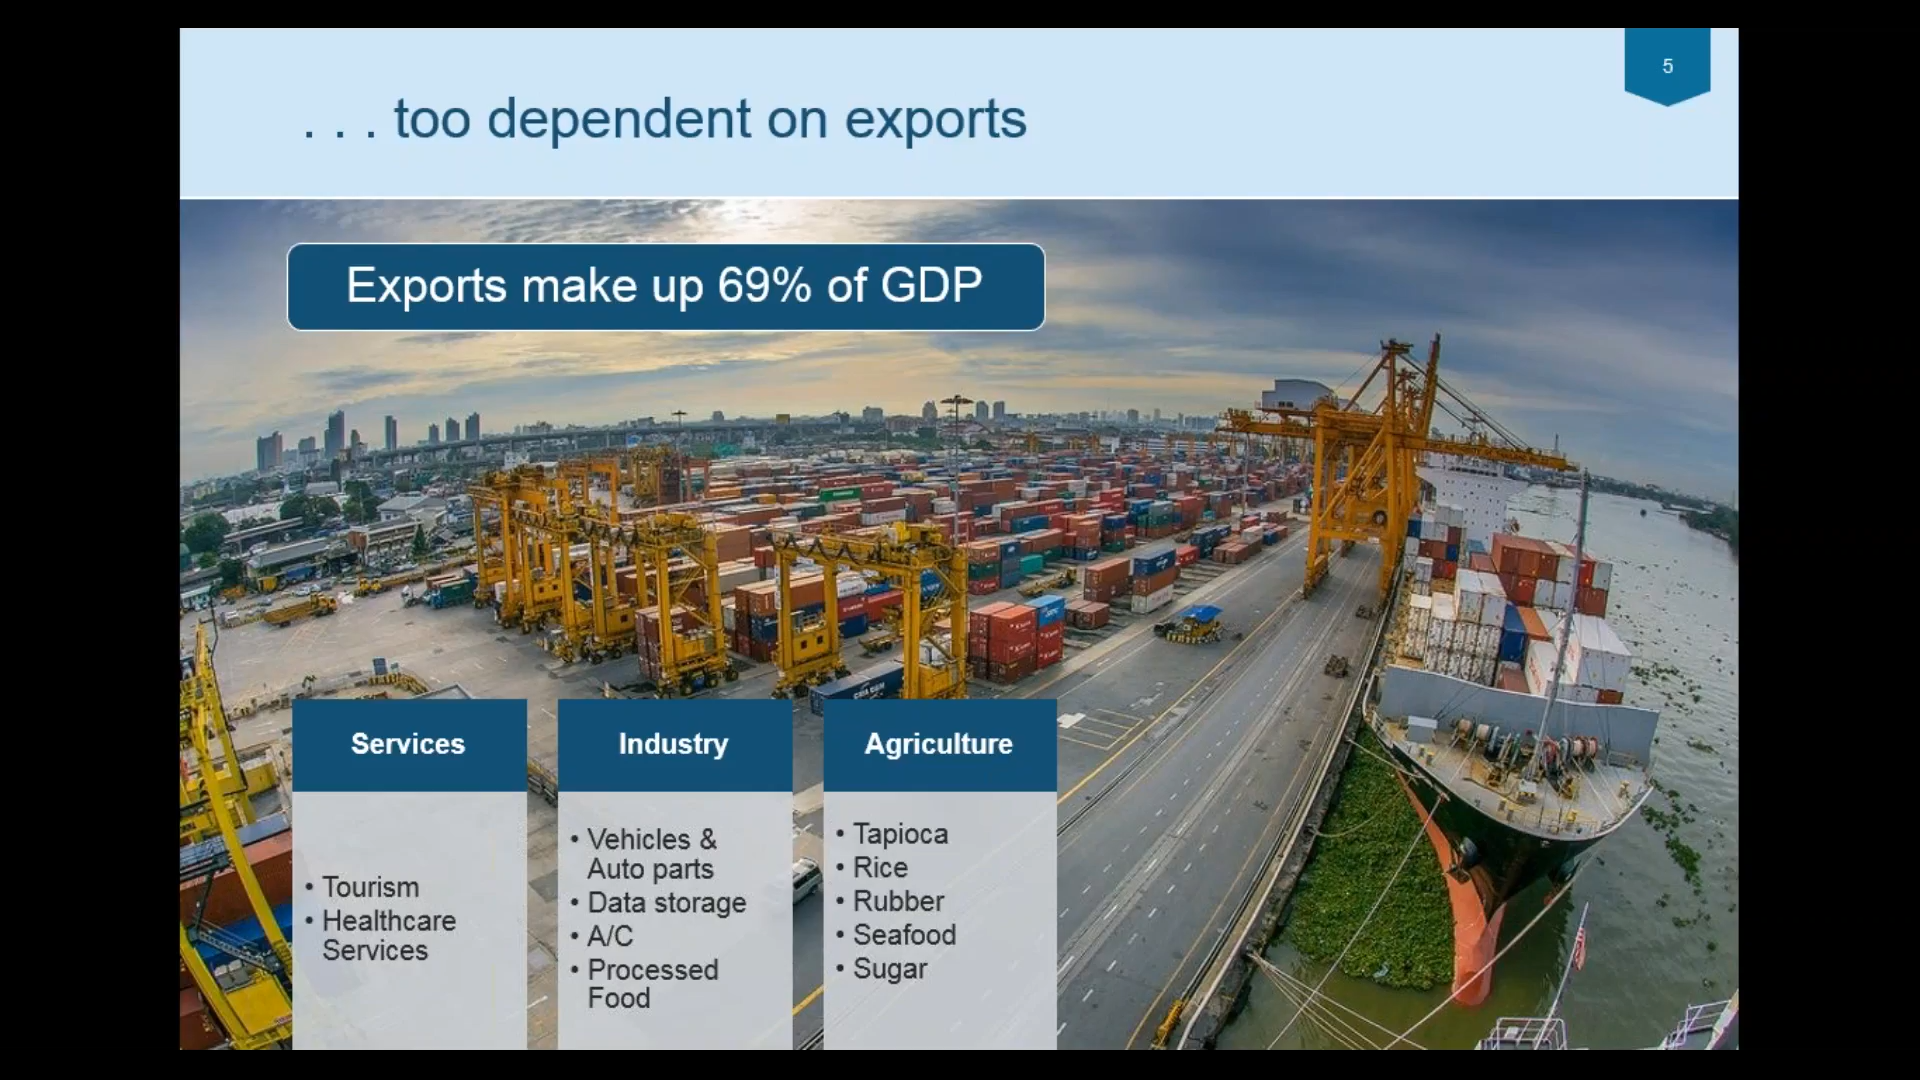 5
. . . too dependent on exports
Exports make up 69% of GDP
Services
• Tourism
• Healthcare
Services
Industry
• Vehicles &
Auto parts
• Data storage
• A/C
• Processed
Food
Agriculture
• Tapioca
• Rice
• Rubber
• Seafood
• Sugar